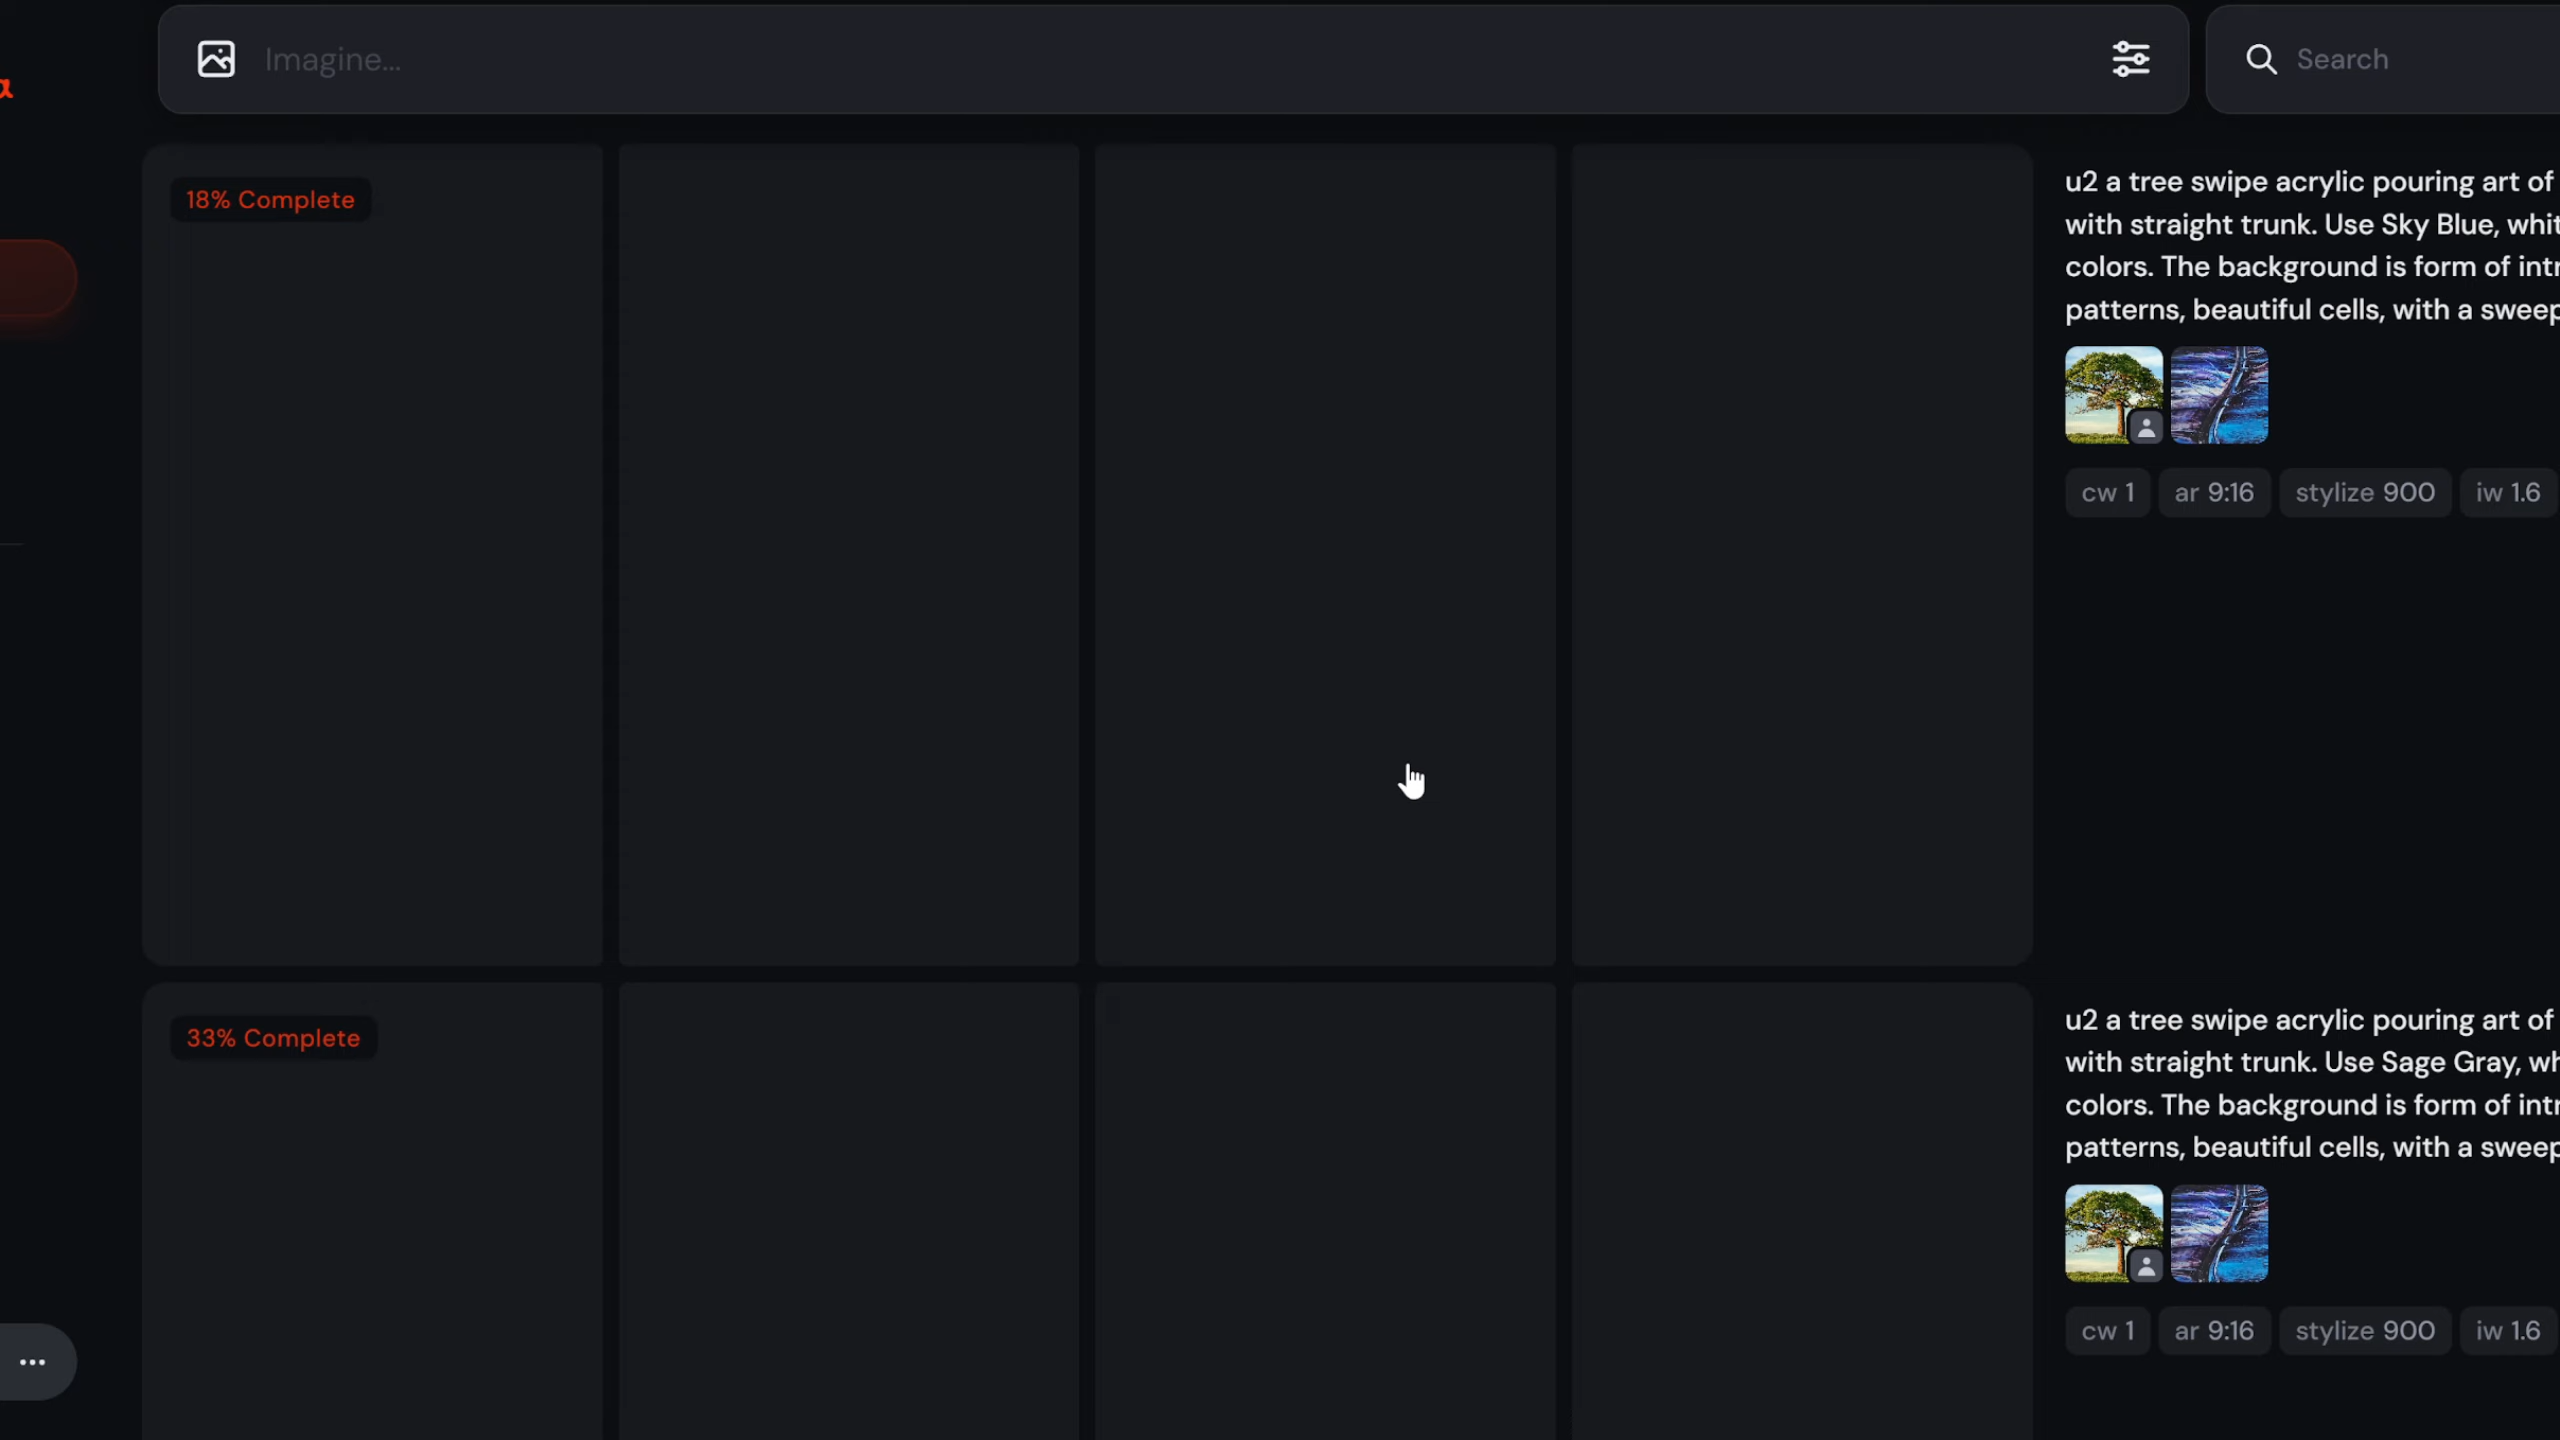 Imagine...
Search
18% Complete
u2 a tree swipe acrylic pouring art of
with straight trunk. Use Sky Blue,
colors. The background is form of
patterns, beautiful cells, with a
cw 1 ar 9:16 stylize 900 iw 1.6
33% Complete
u2 a tree swipe acrylic pouring art of
with straight trunk. Use Sage Gray,
colors. The background is form of
patterns, beautiful cells, with a
cw 1 ar 9:16 stylize 900 iw 1.6